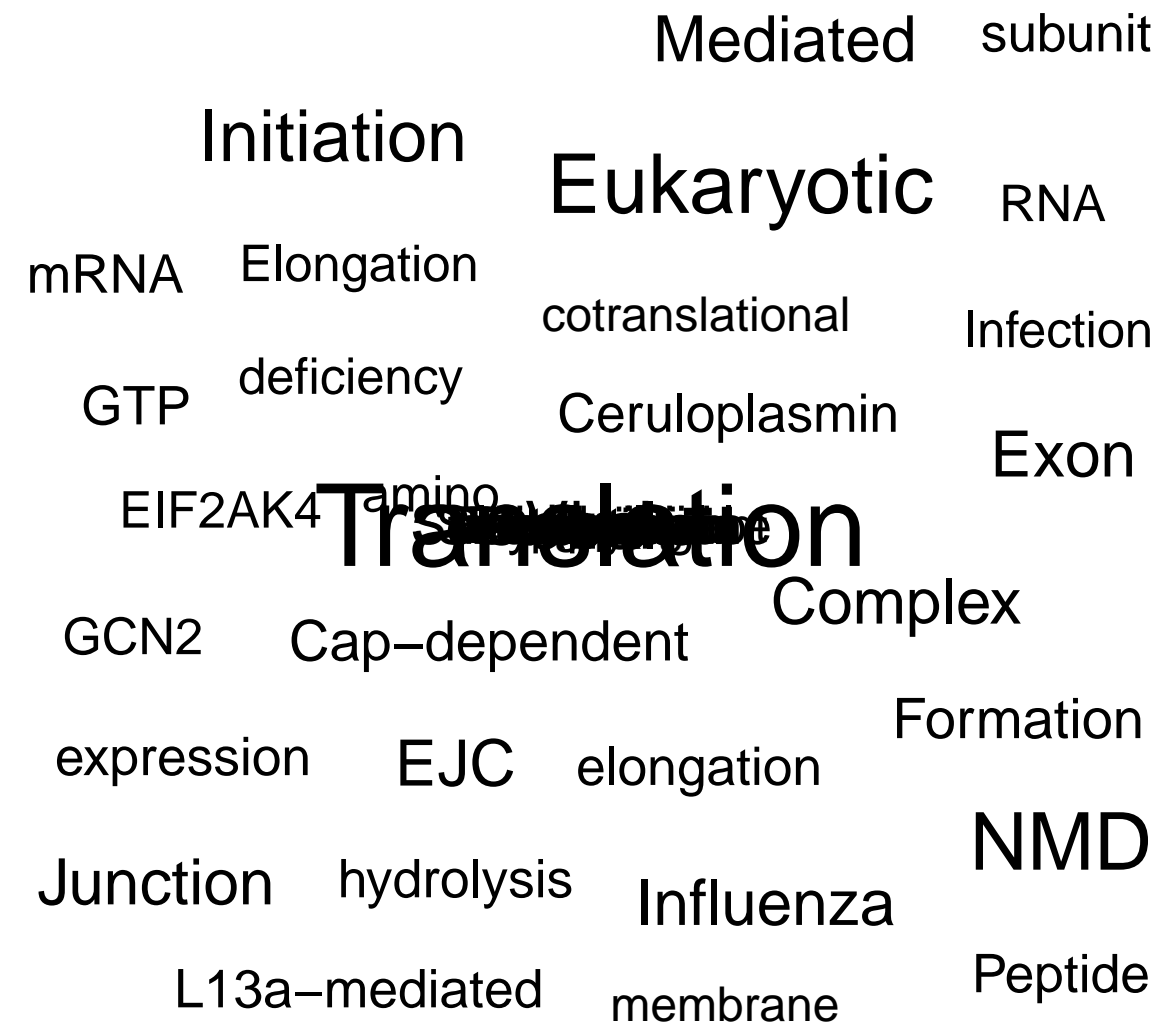 Mediated subunit
Initiation
Eukaryotic RNA
mRNA Elongation
cotranslational Infection
GTP deficiency
Ceruloplasmin
Exon
EIF2AK4 amino
Translation
Complex
GCN2 Cap−dependent
Formation
expression EJC elongation
NMD
Junction hydrolysis Influenza
L13a−mediated membrane Peptide